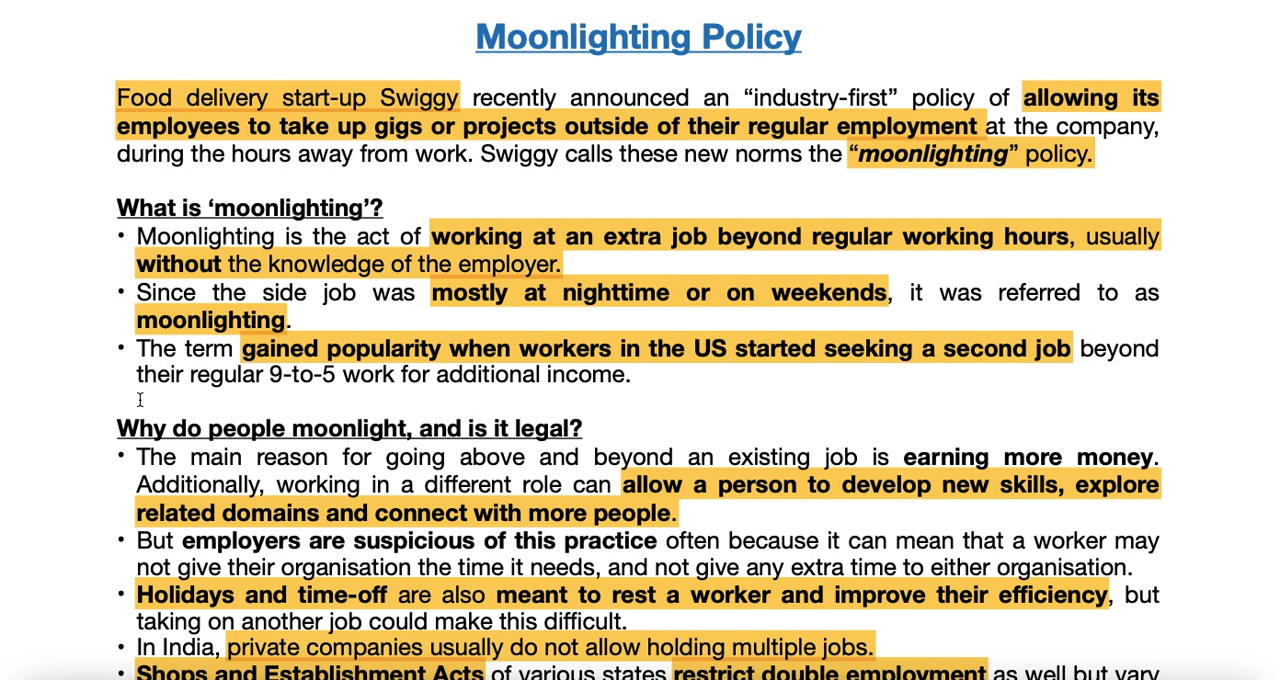 Moonlighting Policy
Food delivery start-up Swiggy recently announced an “industry-first” policy of allowing its
employees to take up gigs or projects outside of their regular employment at the company,
during the hours away from work. Swiggy calls these new norms the “moonlighting” policy.
What is ‘moonlighting’?
• Moonlighting is the act of working at an extra job beyond regular working hours, usually
without the knowledge of the employer.
• Since the side job was mostly at nighttime or on weekends, it was referred to as
moonlighting.
• The term gained popularity when workers in the US started seeking a second job beyond
their regular 9-to-5 work for additional income.
Why do people moonlight, and is it legal?
• The main reason for going above and beyond an existing job is earning more money.
Additionally, working in a different role can allow a person to develop new skills, explore
related domains and connect with more people.
• But employers are suspicious of this practice often because it can mean that a worker may
not give their organisation the time it needs, and not give any extra time to either organisation.
• Holidays and time-off are also meant to rest a worker and improve their efficiency, but
taking on another job could make this difficult.
• In India, private companies usually do not allow holding multiple jobs.
• Shops and Establishment Acts of various states restrict double employment as well but vary